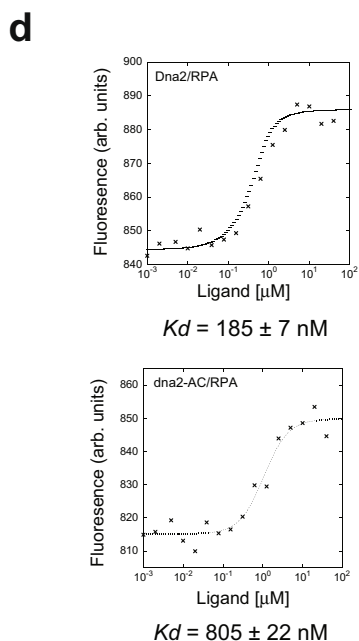 d
Dna2/RPA
Fluoresence (arb. units)
900
880
870
860
850
840
10⁻³ 10⁻² 10⁻¹ 10⁰ 10¹ 10²
Ligand [µM]
Kd = 185 ± 7 nM
dna2-AC/RPA
Fluoresence (arb. units)
860
850
840
830
820
810
10⁻³ 10⁻² 10⁻¹ 10⁰ 10¹ 10²
Ligand [µM]
Kd = 805 ± 22 nM